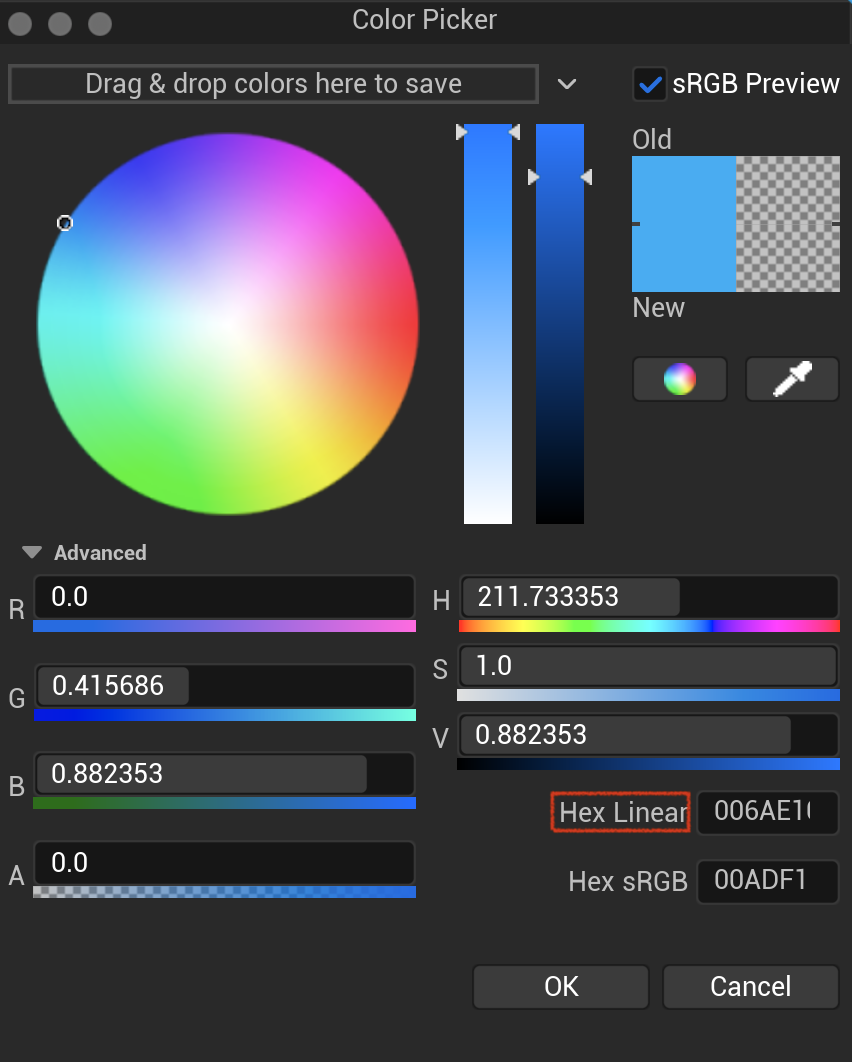 Color Picker
Drag & drop colors here to save
sRGB Preview
Old
New
Advanced
R 0.0
H 211.733353
G 0.415686
S 1.0
B 0.882353
V 0.882353
Hex Linear 006AE1
A 0.0
Hex sRGB 00ADF1
OK Cancel